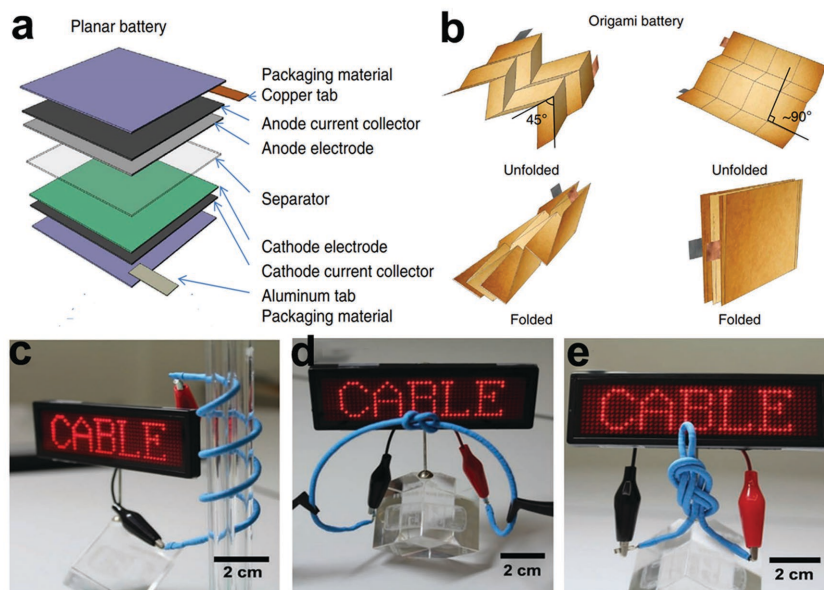 a
Planar battery
Packaging material
Copper tab
Anode current collector
Anode electrode
Separator
Cathode electrode
Cathode current collector
Aluminum tab
Packaging material
b
Origami battery
45°
~90°
Unfolded
Unfolded
Folded
Folded
c
CABLE
2 cm
d
CABLE
2 cm
e
CABLE
2 cm